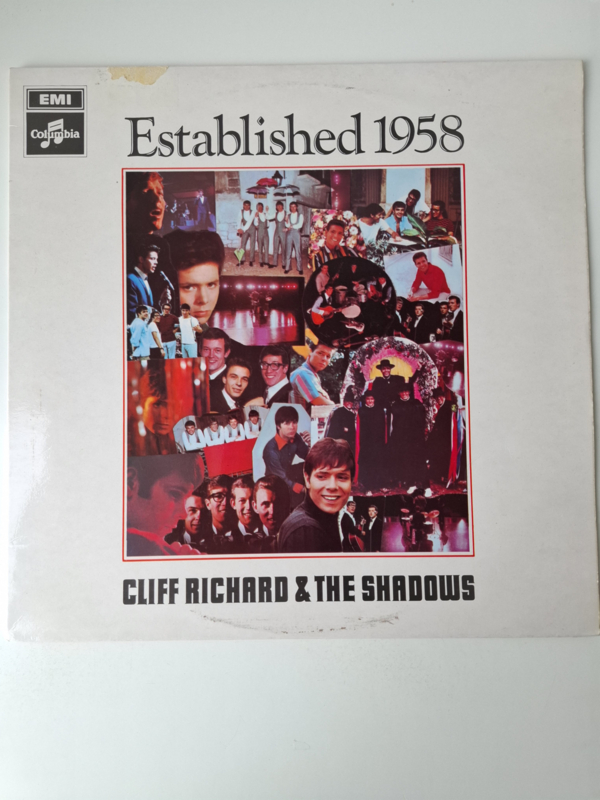 EMI
Columbia
Established 1958
CLIFF RICHARD & THE SHADOWS